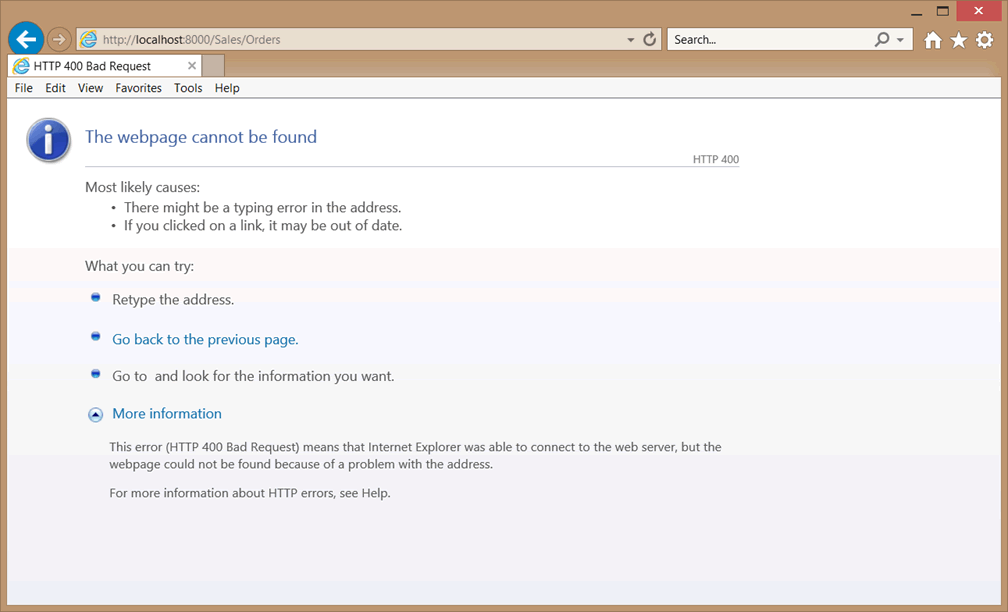 http://localhost:8000/Sales/Orders
Search...
HTTP 400 Bad Request
File Edit View Favorites Tools Help
The webpage cannot be found
HTTP 400
Most likely causes:
• There might be a typing error in the address.
• If you clicked on a link, it may be out of date.
What you can try:
Retype the address.
Go back to the previous page.
Go to  and look for the information you want.
More information
This error (HTTP 400 Bad Request) means that Internet Explorer was able to connect to the web server, but the
webpage could not be found because of a problem with the address.
For more information about HTTP errors, see Help.